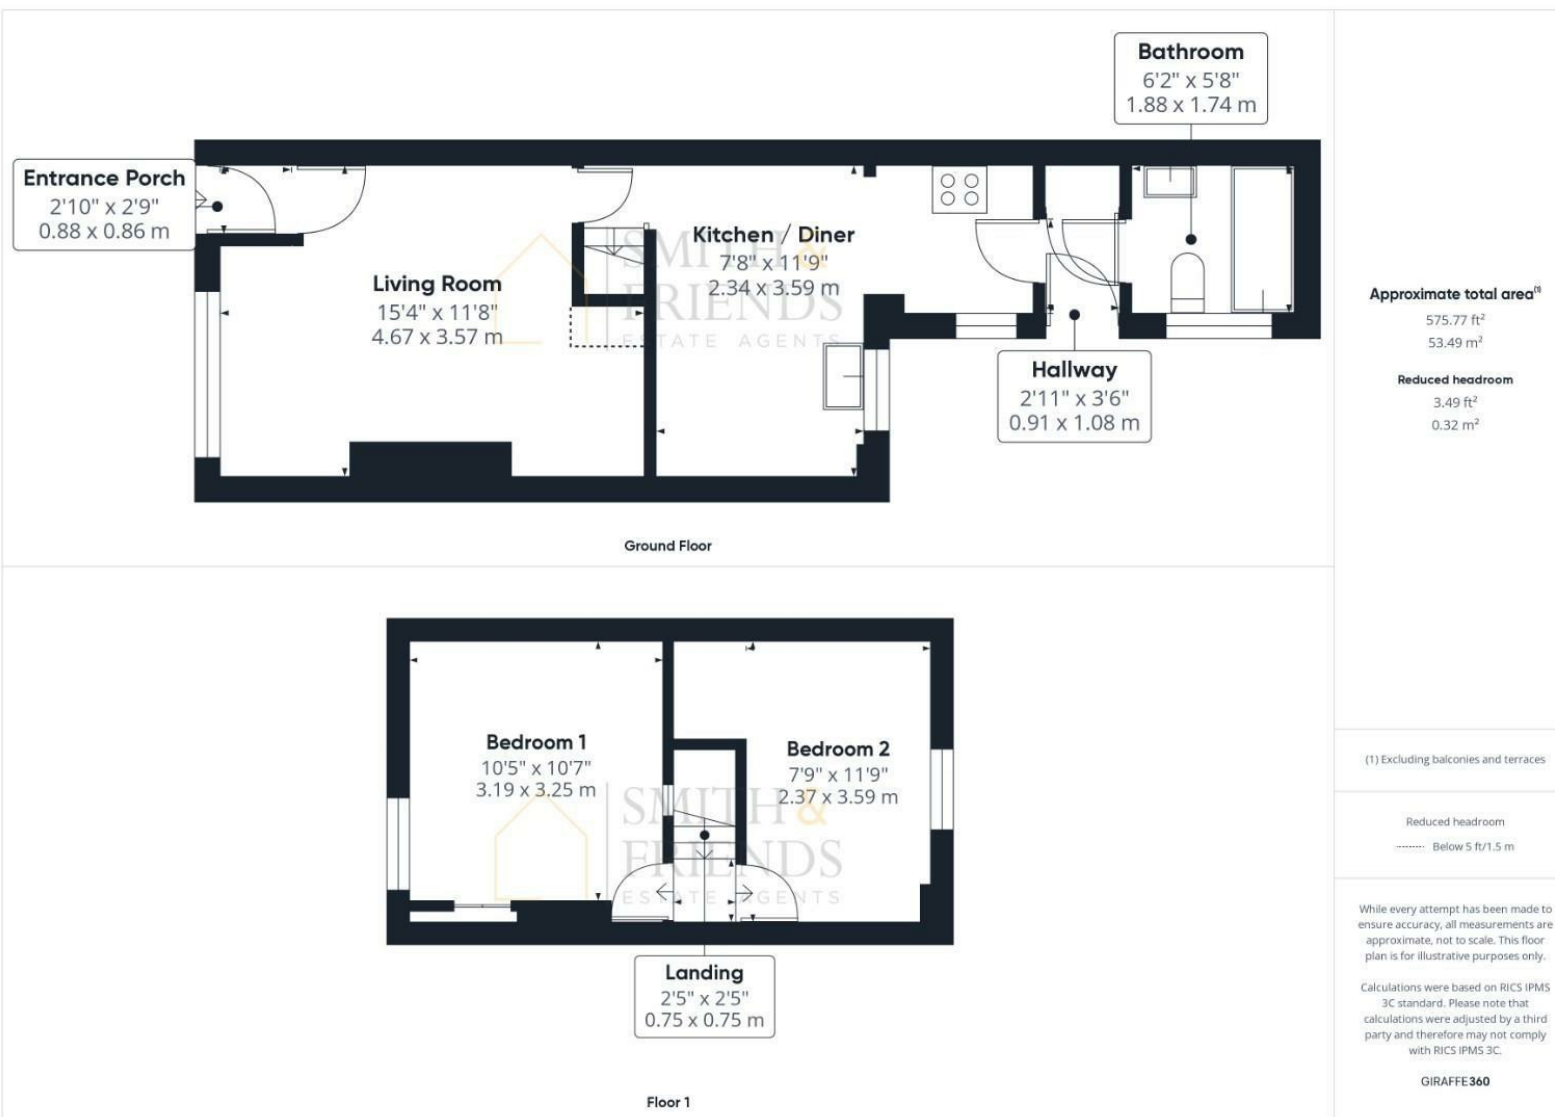 Bathroom
6'2" x 5'8"
1.88 x 1.74 m
Entrance Porch
2'10" x 2'9"
0.88 x 0.86 m
Living Room
15'4" x 11'8"
4.67 x 3.57 m
Kitchen / Diner
7'8" x 11'9"
2.34 x 3.59 m
SMITH &
FRIENDS
ESTATE AGENTS
Hallway
2'11" x 3'6"
0.91 x 1.08 m
Ground Floor
Bedroom 1
10'5" x 10'7"
3.19 x 3.25 m
Bedroom 2
7'9" x 11'9"
2.37 x 3.59 m
SMITH &
FRIENDS
ESTATE AGENTS
Landing
2'5" x 2'5"
0.75 x 0.75 m
Floor 1
Approximate total area(1)
575.77 ft²
53.49 m²
Reduced headroom
3.49 ft²
0.32 m²
(1) Excluding balconies and terraces
Reduced headroom
Below 5 ft/1.5 m
While every attempt has been made to
ensure accuracy, all measurements are
approximate, not to scale. This floor
plan is for illustrative purposes only.
Calculations were based on RICS IPMS
3C standard. Please note that
calculations were adjusted by a third
party and therefore may not comply
with RICS IPMS 3C.
GIRAFFE360